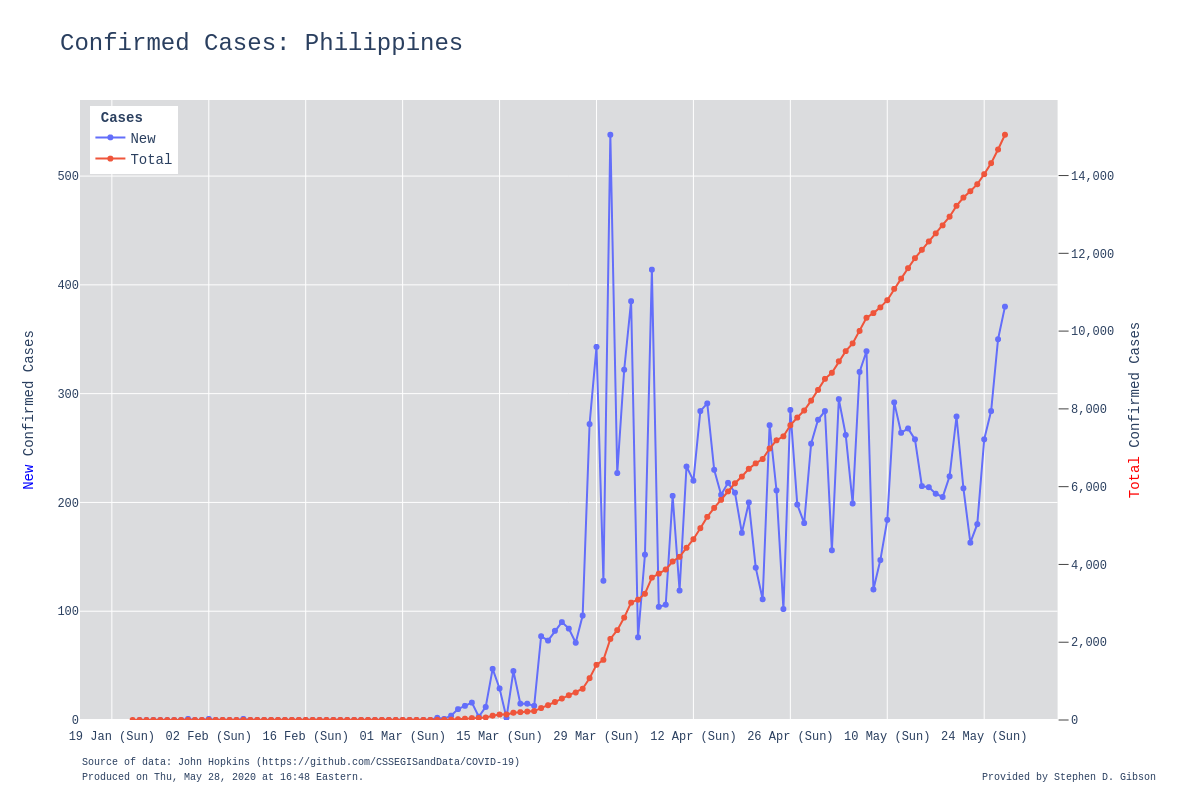 Confirmed Cases: Philippines
Cases
New
Total
500
400
300
200
100
0
New Confirmed Cases
14,000
12,000
10,000
8,000
6,000
4,000
2,000
0
Total Confirmed Cases
19 Jan (Sun) 02 Feb (Sun) 16 Feb (Sun) 01 Mar (Sun) 15 Mar (Sun) 29 Mar (Sun) 12 Apr (Sun) 26 Apr (Sun) 10 May (Sun) 24 May (Sun)
Source of data: John Hopkins (https://github.com/CSSEGISandData/COVID-19)
Produced on Thu, May 28, 2020 at 16:48 Eastern.
Provided by Stephen D. Gibson